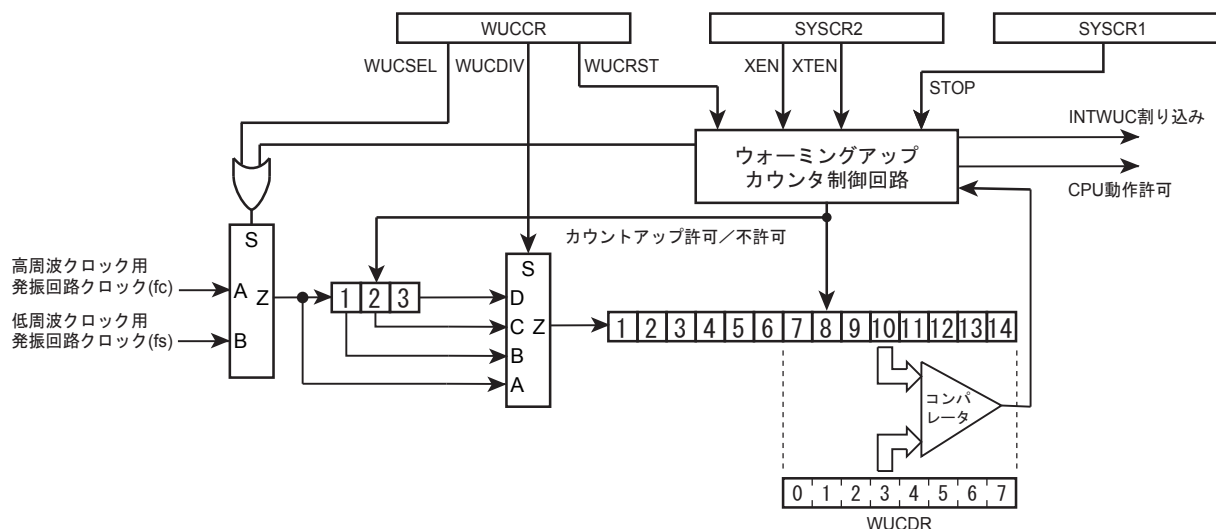 WUCCR
SYSCR2
SYSCR1
WUCSEL
WUCDIV
WUCRST
XEN
XTEN
STOP
INTWUC割り込み
ウォーミングアップ
カウンタ制御回路
CPU動作許可
S
カウントアップ許可／不許可
高周波クロック用
発振回路クロック(fc)
A
Z
低周波クロック用
発振回路クロック(fs)
B
1 2 3
S
D
C
Z
B
A
1 2 3 4 5 6 7 8 9 10 11 12 13 14
コンパ
レータ
0 1 2 3 4 5 6 7
WUCDR